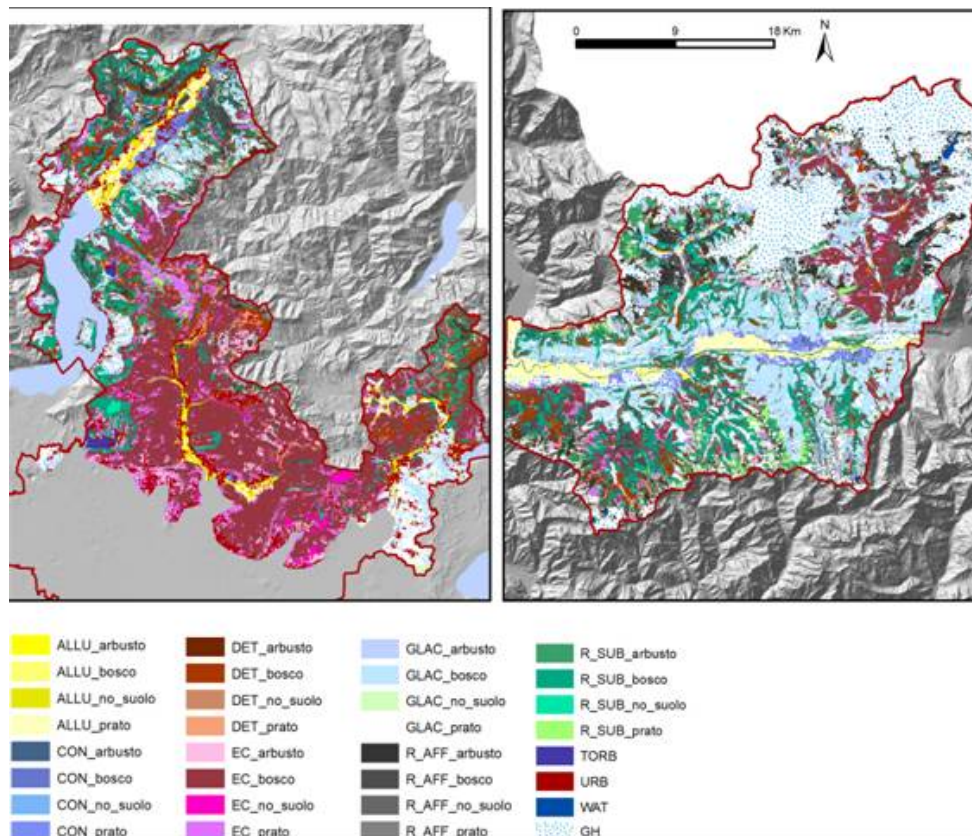 N
0 9 18 Km
ALLU_arbusto
ALLU_bosco
ALLU_no_suolo
ALLU_prato
CON_arbusto
CON_bosco
CON_no_suolo
CON_prato
DET_arbusto
DET_bosco
DET_no_suolo
DET_prato
EC_arbusto
EC_bosco
EC_no_suolo
EC_prato
GLAC_arbusto
GLAC_bosco
GLAC_no_suolo
GLAC_prato
R_AFF_arbusto
R_AFF_bosco
R_AFF_no_suolo
R_AFF_prato
R_SUB_arbusto
R_SUB_bosco
R_SUB_no_suolo
R_SUB_prato
TORB
URB
WAT
GH